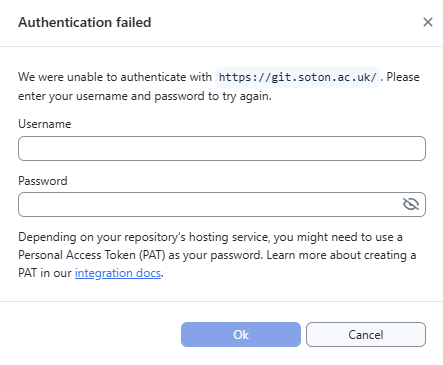 Authentication failed
We were unable to authenticate with https://git.soton.ac.uk/. Please
enter your username and password to try again.
Username
Password
Depending on your repository's hosting service, you might need to use a
Personal Access Token (PAT) as your password. Learn more about creating a
PAT in our integration docs.
Ok Cancel